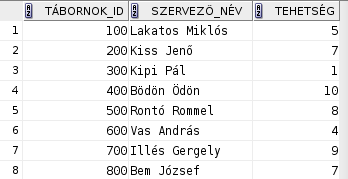 TÁBORNOK_ID SZERVEZŐ_NÉV TEHETSÉG
1 100 Lakatos Miklós 5
2 200 Kiss Jenő 7
3 300 Kipi Pál 1
4 400 Bödön Ödön 10
5 500 Rontó Rommel 8
6 600 Vas András 4
7 700 Illés Gergely 9
8 800 Bem József 7